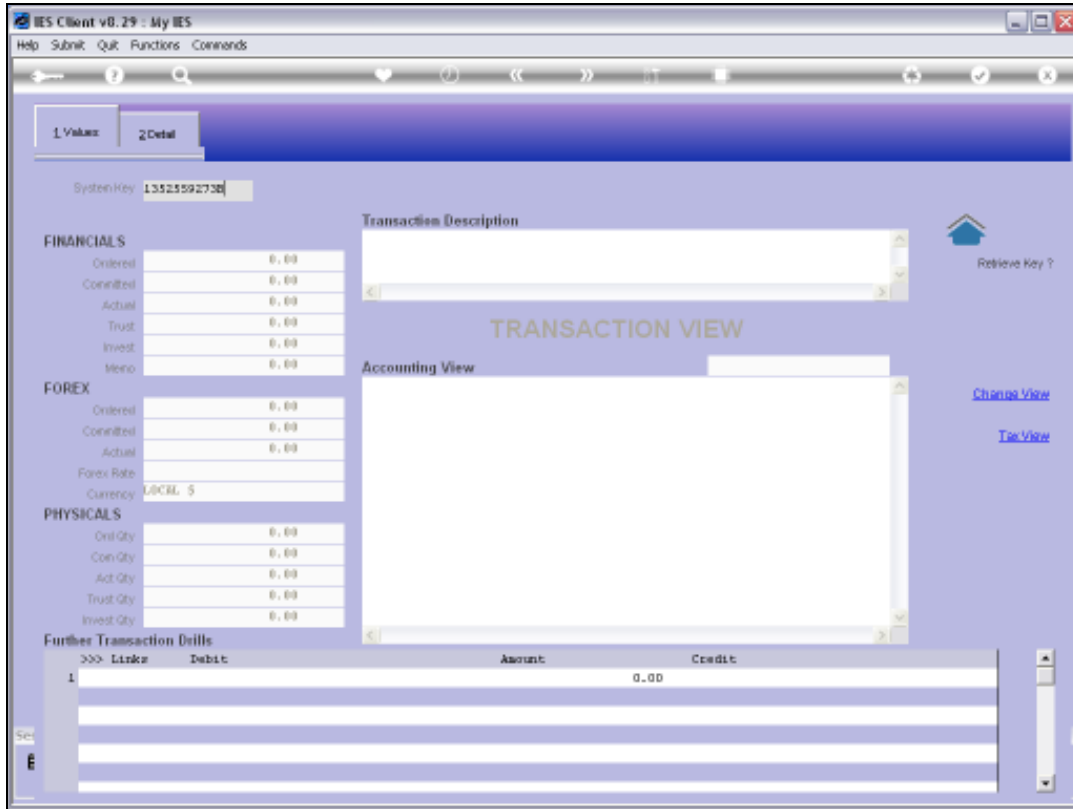 IES Client v8.29 : My IES
Help Submit Quit Functions Commands
1 Values
2 Detail
System Key 13525592738
Transaction Description
FINANCIALS
Ordered 0.00
Committed 0.00
Actual 0.00
Trust 0.00
Invest 0.00
Memo 0.00
Retrieve Key ?
TRANSACTION VIEW
Accounting View
FOREX
Ordered 0.00
Committed 0.00
Actual 0.00
Forex Rate
Currency LOCAL $
Change View
Tax View
PHYSICALS
Ord Qty 0.00
Com Qty 0.00
Act Qty 0.00
Trust Qty 0.00
Invest Qty 0.00
Further Transaction Drills
>>> Links Debit Amount Credit
1 0.00